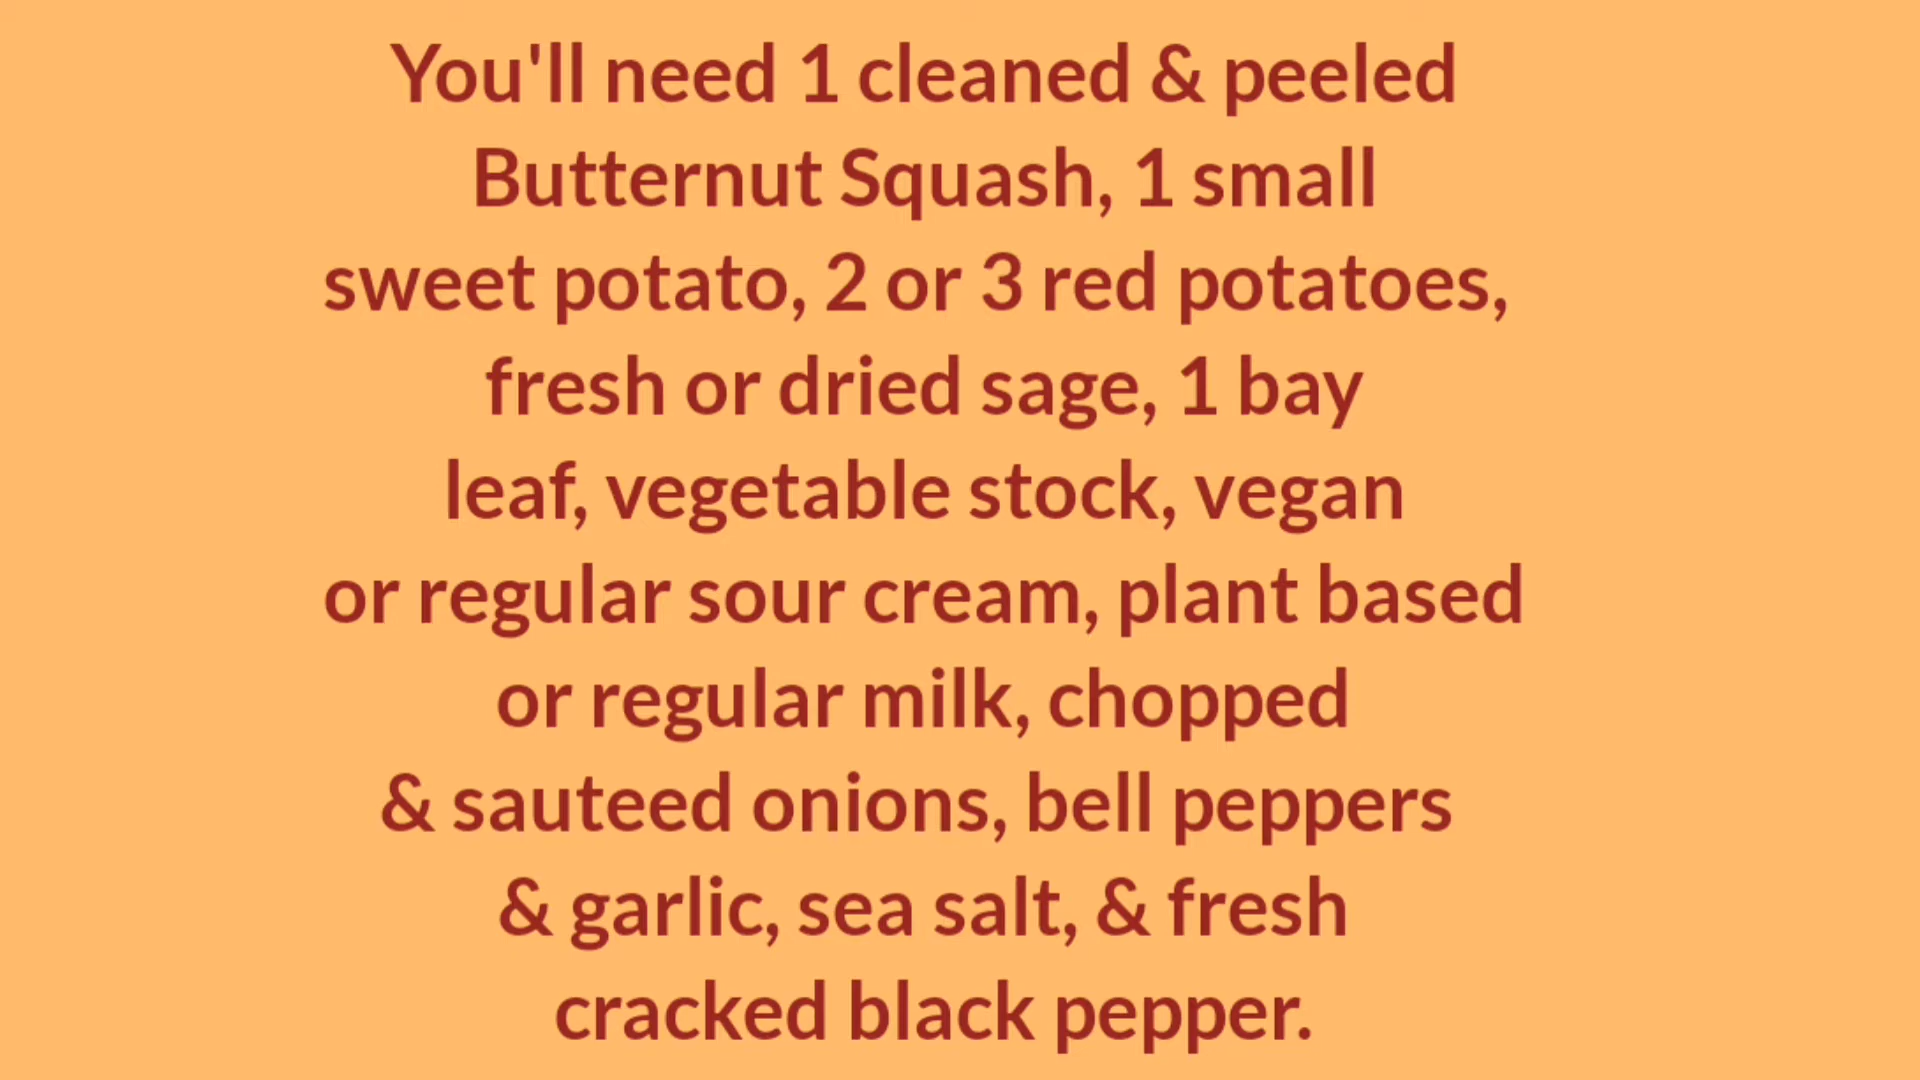 You'll need 1 cleaned & peeled
Butternut Squash, 1 small
sweet potato, 2 or 3 red potatoes,
fresh or dried sage, 1 bay
leaf, vegetable stock, vegan
or regular sour cream, plant based
or regular milk, chopped
& sauteed onions, bell peppers
& garlic, sea salt, & fresh
cracked black pepper.